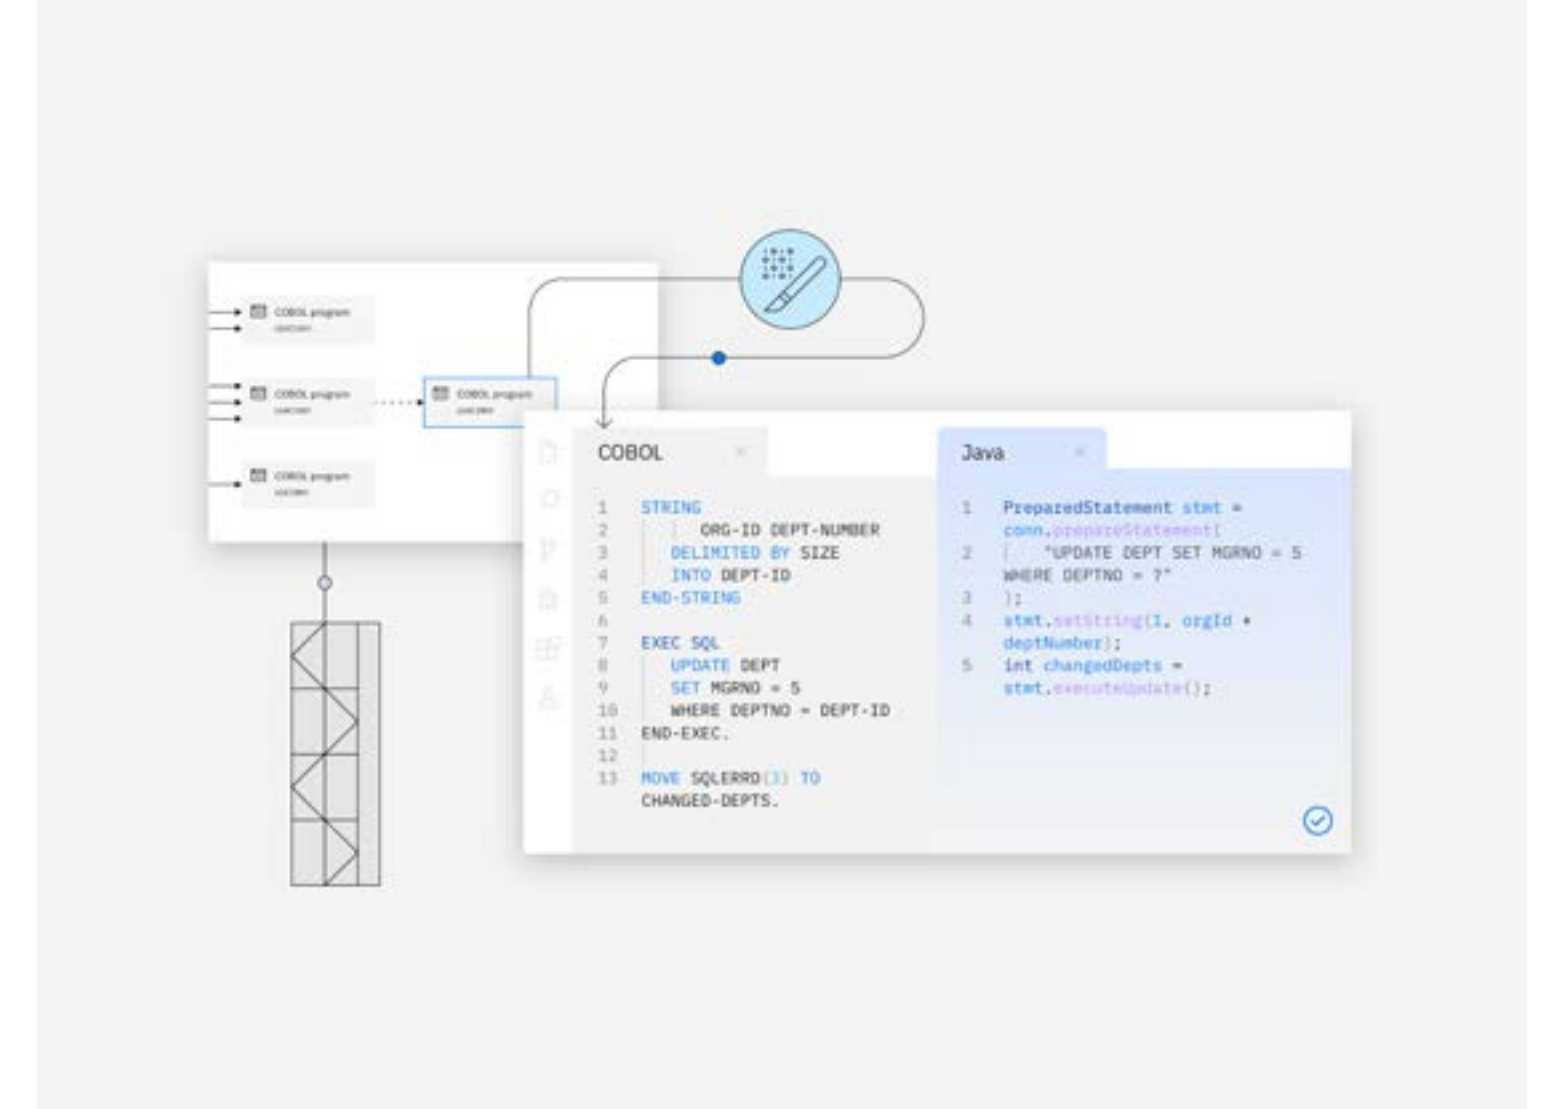 COBOL program
COBOL program
COBOL program
COBOL program
COBOL
1 STRING
2 ORG-ID DEPT-NUMBER
3 DELIMITED BY SIZE
4 INTO DEPT-ID
5 END-STRING
6
7 EXEC SQL
8 UPDATE DEPT
9 SET MGRNO = 5
10 WHERE DEPTNO = DEPT-ID
11 END-EXEC.
12
13 MOVE SQLERRD(3) TO
CHANGED-DEPTS.
Java
1 PreparedStatement stmt =
conn.prepareStatement(
2 "UPDATE DEPT SET MGRNO = 5
WHERE DEPTNO = ?"
3 );
4 stmt.setString(1, orgId +
deptNumber);
5 int changedDepts =
stmt.executeUpdate();